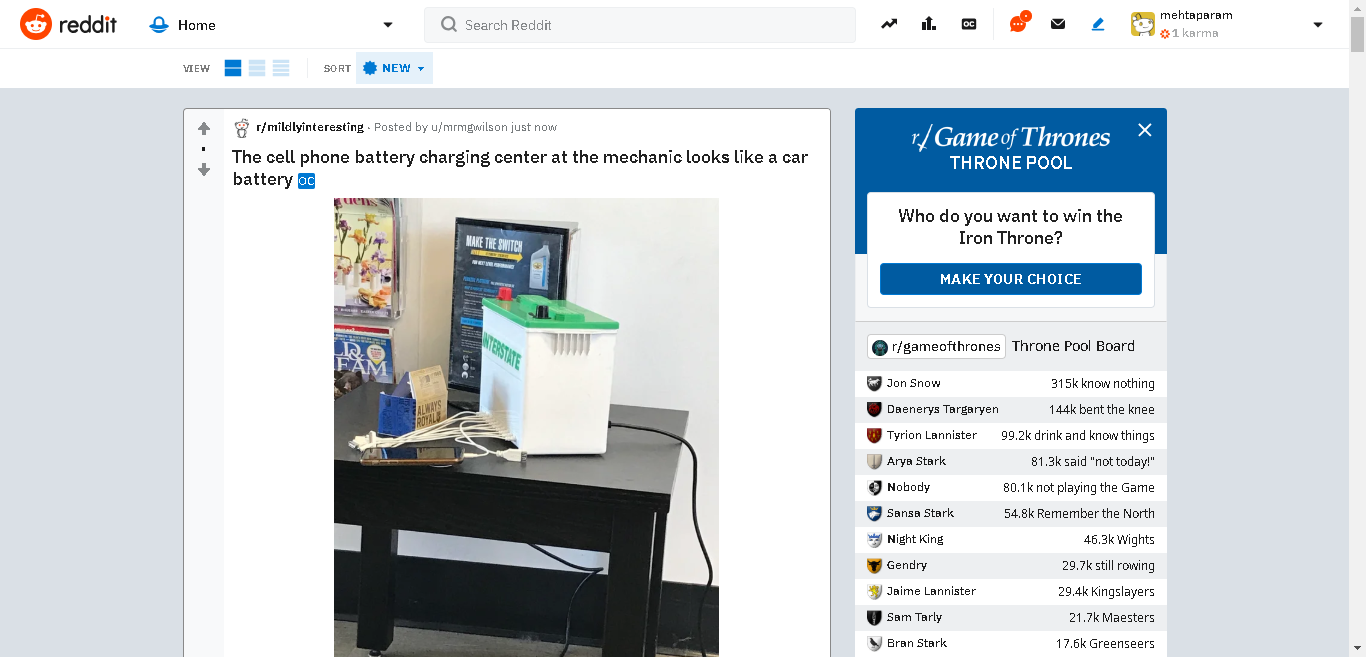 reddit
Home
Search Reddit
OC
mehtaparam
1 karma
VIEW
SORT
NEW
r/mildlyinteresting · Posted by u/mrmgwilson just now
The cell phone battery charging center at the mechanic looks like a car
battery oc
MAKE THE SWITCH
INTERSTATE
ALWAYS
ROYAL
r/Game of Thrones
THRONE POOL
Who do you want to win the
Iron Throne?
MAKE YOUR CHOICE
r/gameofthrones Throne Pool Board
Jon Snow 315k know nothing
Daenerys Targaryen 144k bent the knee
Tyrion Lannister 99.2k drink and know things
Arya Stark 81.3k said "not today!"
Nobody 80.1k not playing the Game
Sansa Stark 54.8k Remember the North
Night King 46.3k Wights
Gendry 29.7k still rowing
Jaime Lannister 29.4k Kingslayers
Sam Tarly 21.7k Maesters
Bran Stark 17.6k Greenseers